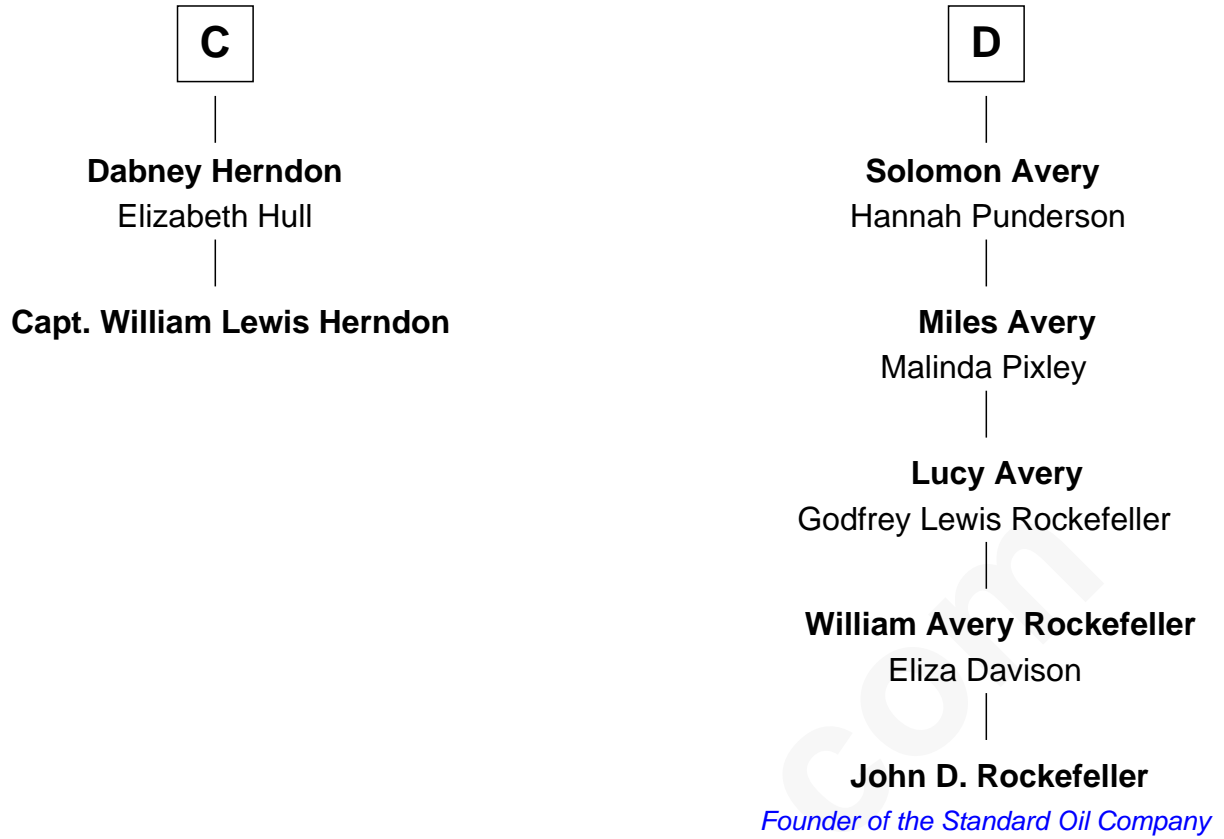 C
Dabney Herndon
Elizabeth Hull
Capt. William Lewis Herndon
D
Solomon Avery
Hannah Punderson
Miles Avery
Malinda Pixley
Lucy Avery
Godfrey Lewis Rockefeller
William Avery Rockefeller
Eliza Davison
John D. Rockefeller
Founder of the Standard Oil Company
com